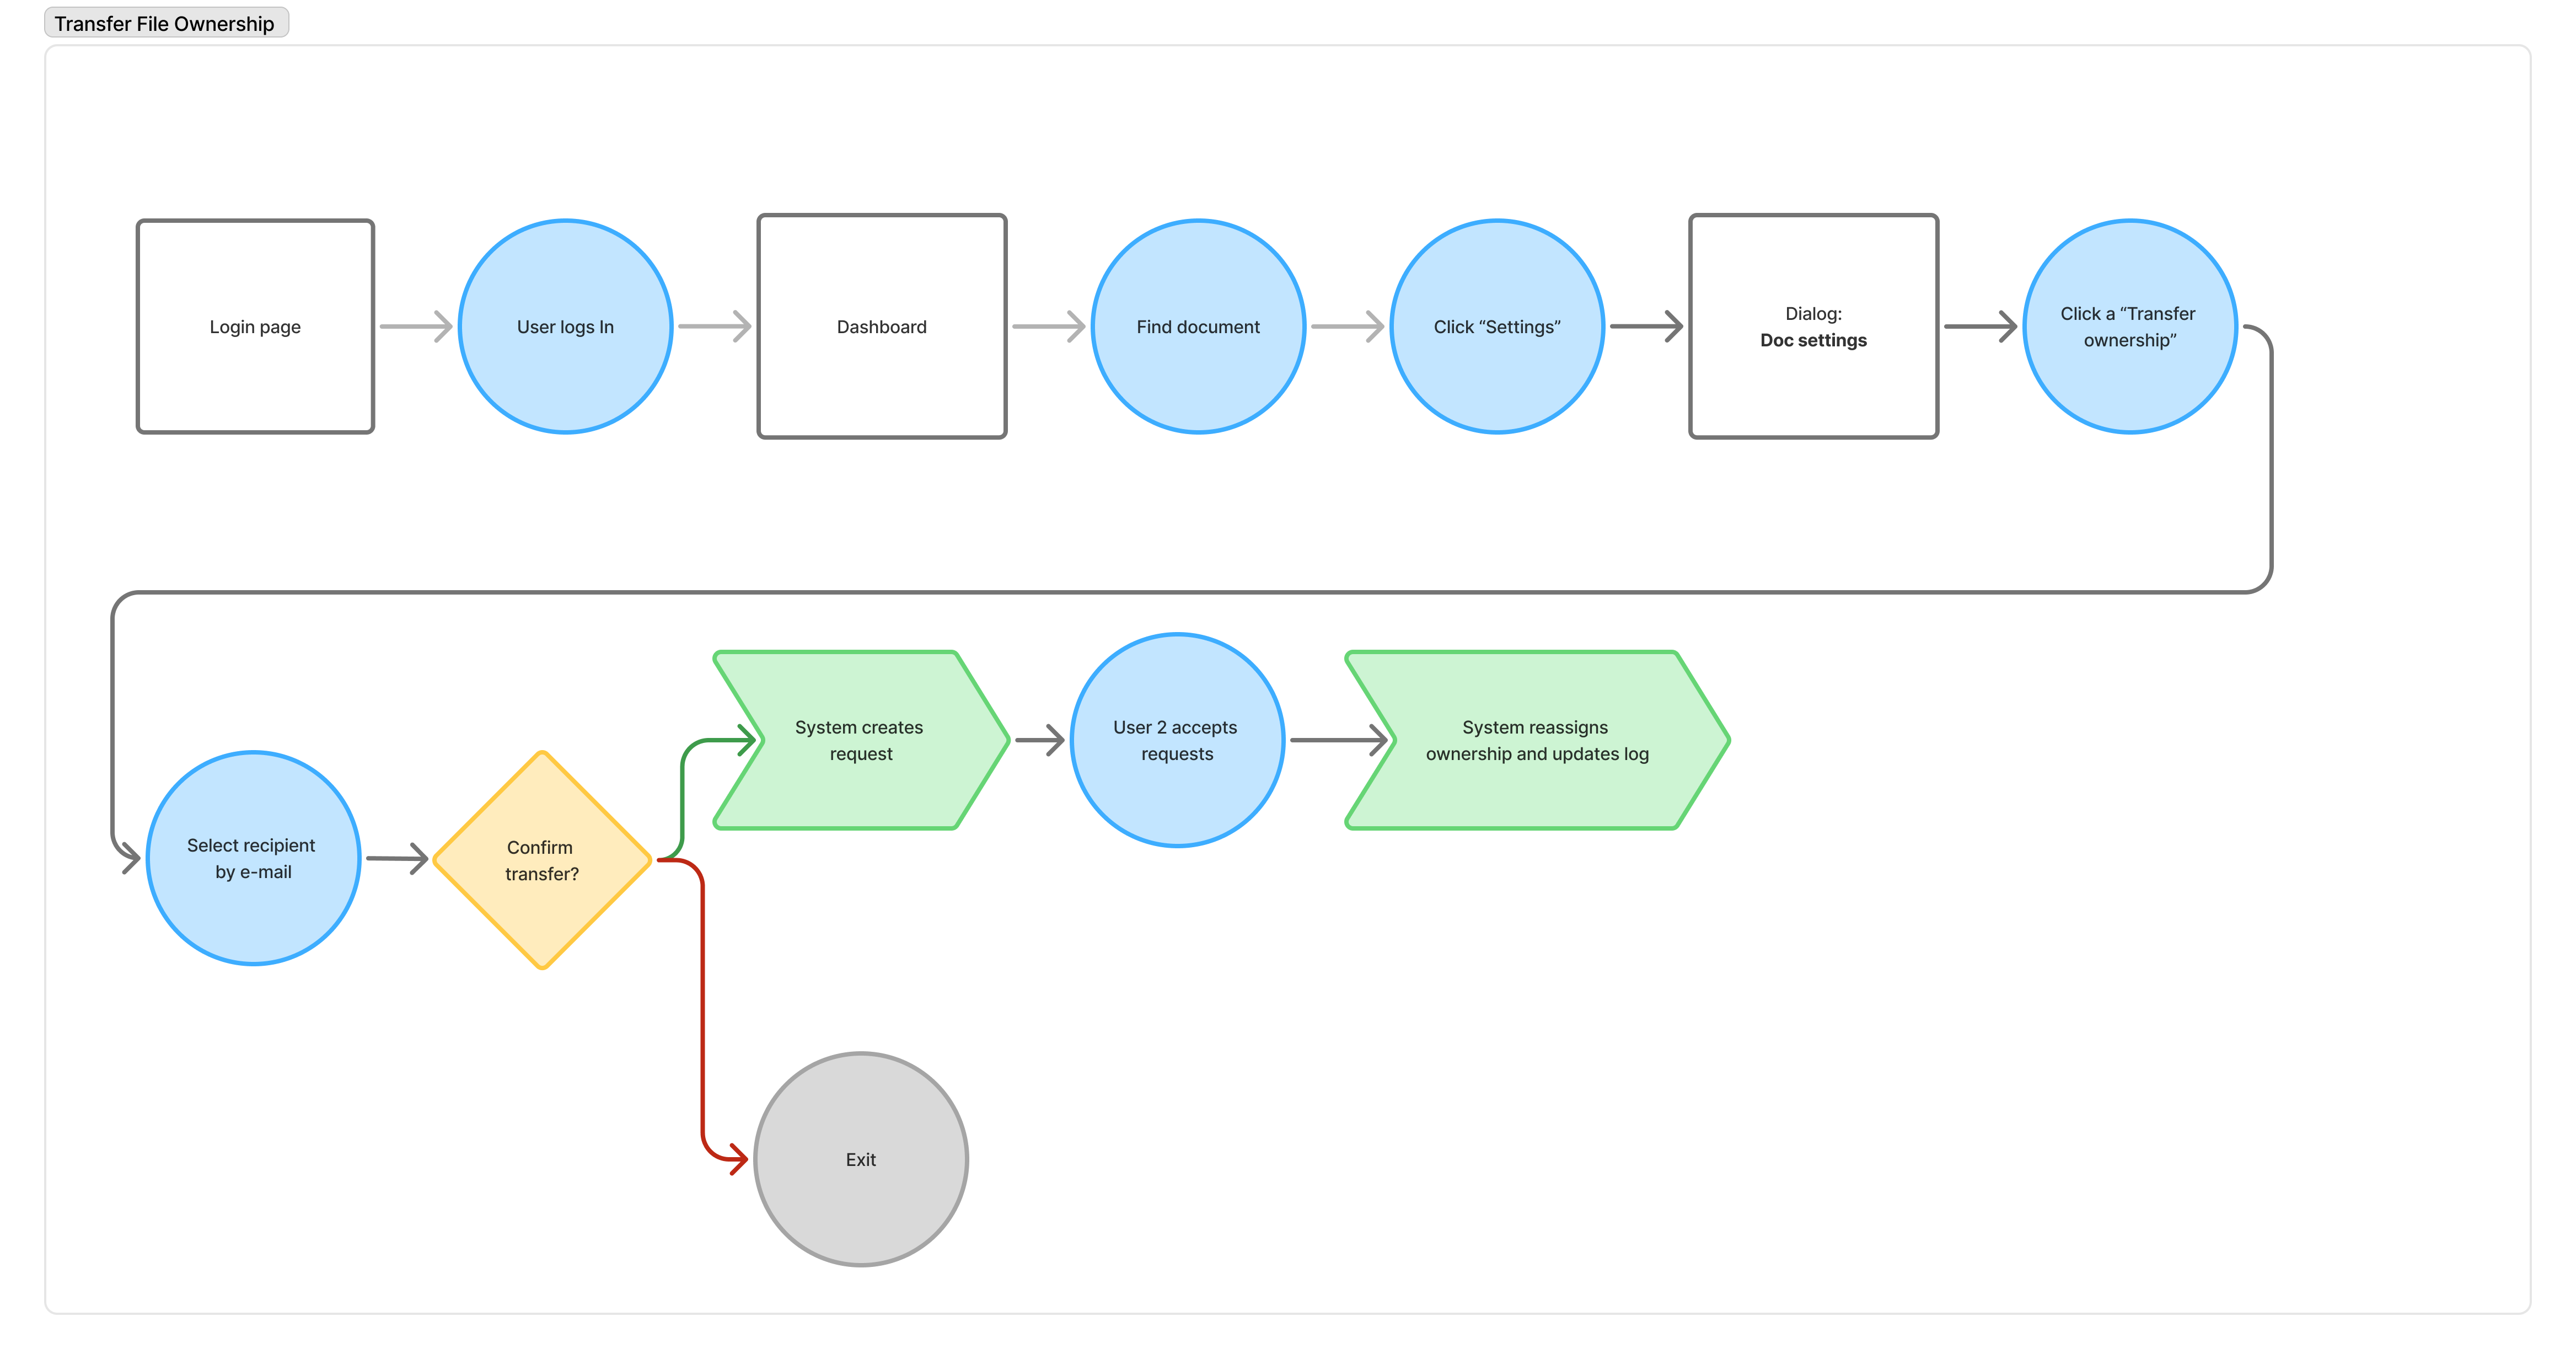 Transfer File Ownership
Login page
User logs In
Dashboard
Find document
Click “Settings”
Dialog:
Doc settings
Click a “Transfer
ownership”
Select recipient
by e-mail
Confirm
transfer?
System creates
request
User 2 accepts
requests
System reassigns
ownership and updates log
Exit